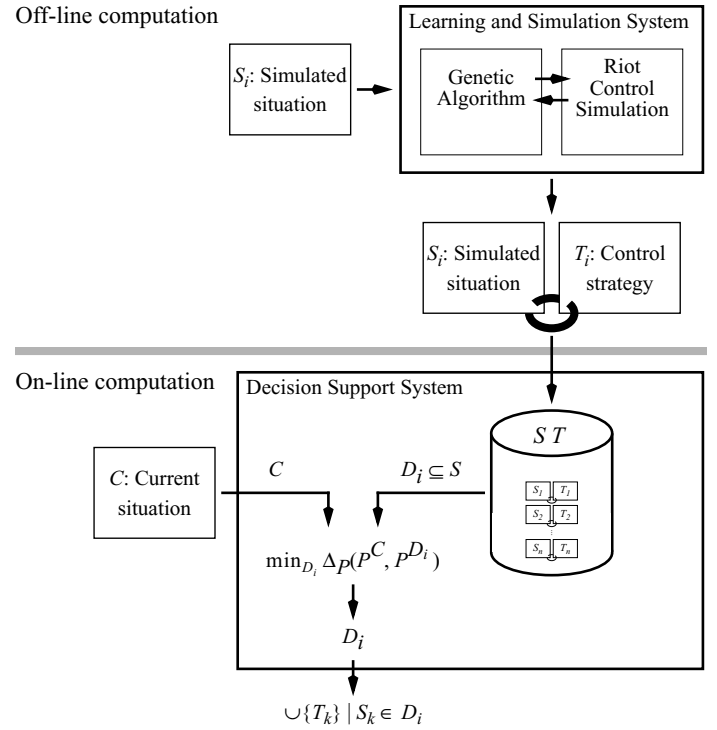 Off-line computation
Learning and Simulation System
S_i: Simulated
situation
Genetic
Algorithm
Riot
Control
Simulation
S_i: Simulated
situation
T_i: Control
strategy
On-line computation
Decision Support System
S T
C: Current
situation
C
D_i ⊆ S
S_1 T_1
S_2 T_2
⋮
S_n T_n
min_{D_i} Δ_P(P^C, P^{D_i})
D_i
∪{T_k} | S_k ∈ D_i